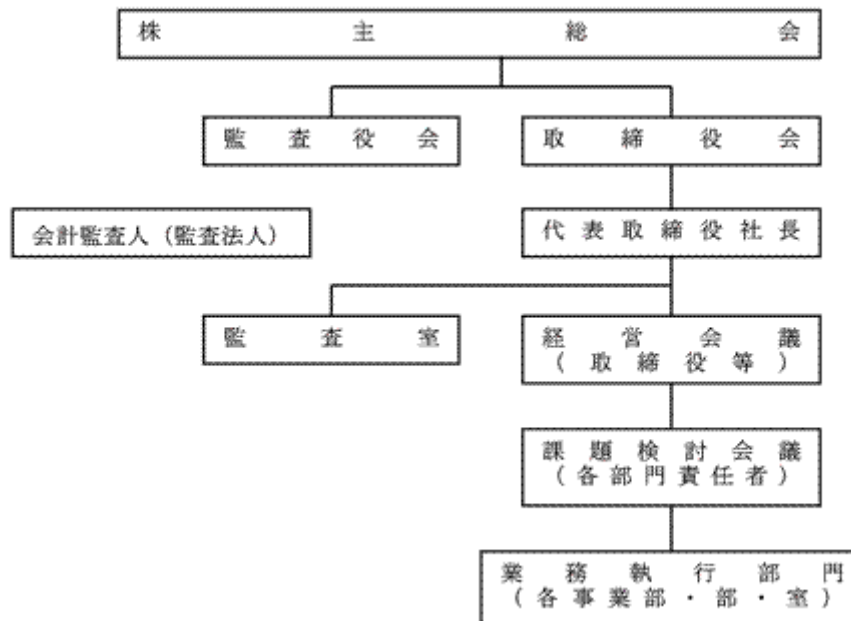 株主総会
監査役会
取締役会
会計監査人（監査法人）
代表取締役社長
監査室
経営会議
（取締役等）
課題検討会議
（各部門責任者）
業務執行部門
（各事業部・部・室）